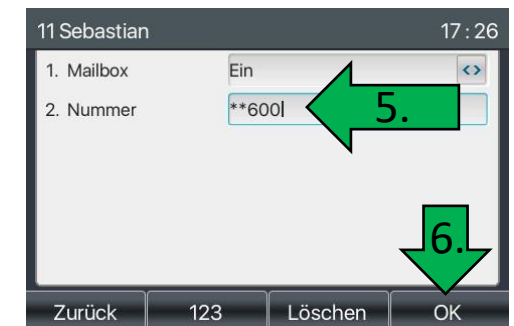 11 Sebastian 17:26
1. Mailbox Ein <>
2. Nummer **600 5.
6.
Zurück 123 Löschen OK